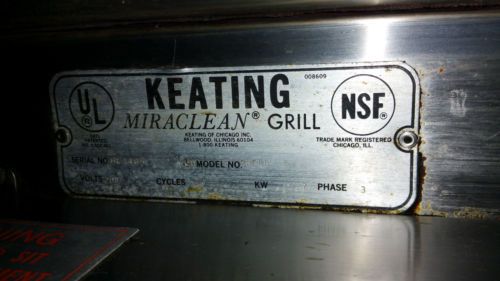 008609
UL
KEATING
NSF
MIRACLEAN® GRILL
KEATING OF CHICAGO INC.
BELLWOOD, ILLINOIS 60104
1-800-KEATING
TRADE MARK REGISTERED
CHICAGO, ILL.
SERIAL NO. MODEL NO.
VOLTS CYCLES KW PHASE 3
SIT